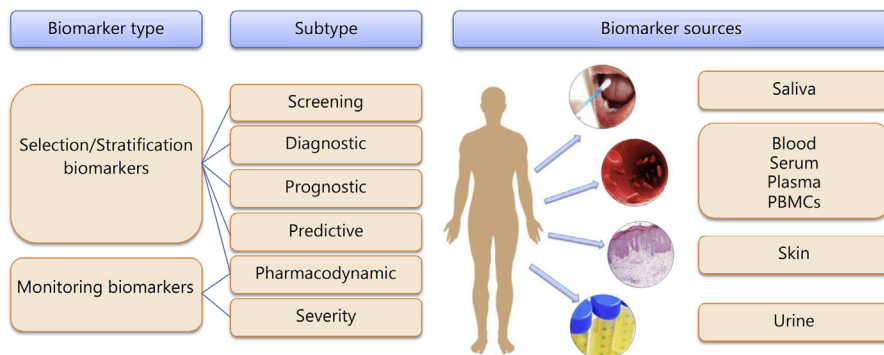 Biomarker type
Subtype
Biomarker sources
Selection/Stratification
biomarkers
Monitoring biomarkers
Screening
Diagnostic
Prognostic
Predictive
Pharmacodynamic
Severity
Saliva
Blood
Serum
Plasma
PBMCs
Skin
Urine